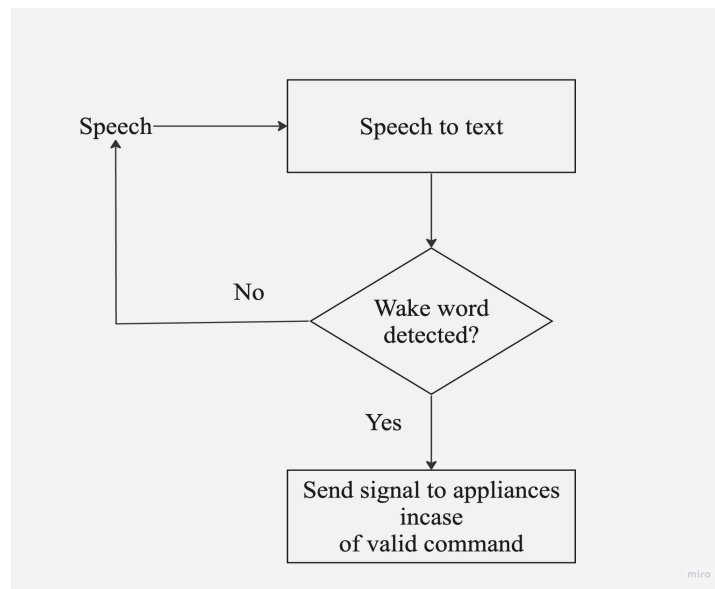 Speech
Speech to text
No
Wake word
detected?
Yes
Send signal to appliances
incase
of valid command
miro